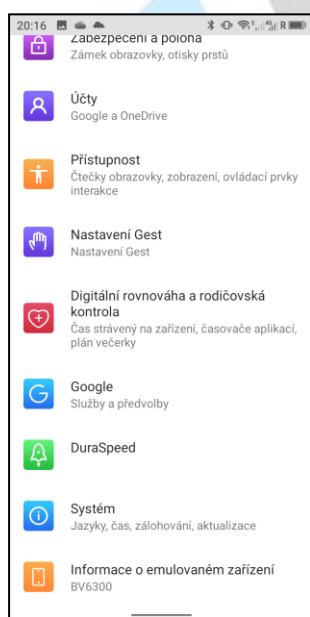 20:16
Zabezpečení a poloha
Zámek obrazovky, otisky prstů
Účty
Google a OneDrive
Přístupnost
Čtečky obrazovky, zobrazení, ovládací prvky
interakce
Nastavení Gest
Nastavení Gest
Digitální rovnováha a rodičovská
kontrola
Čas strávený na zařízení, časovače aplikací,
plán večerky
Google
Služby a předvolby
DuraSpeed
Systém
Jazyky, čas, zálohování, aktualizace
Informace o emulovaném zařízení
BV6300